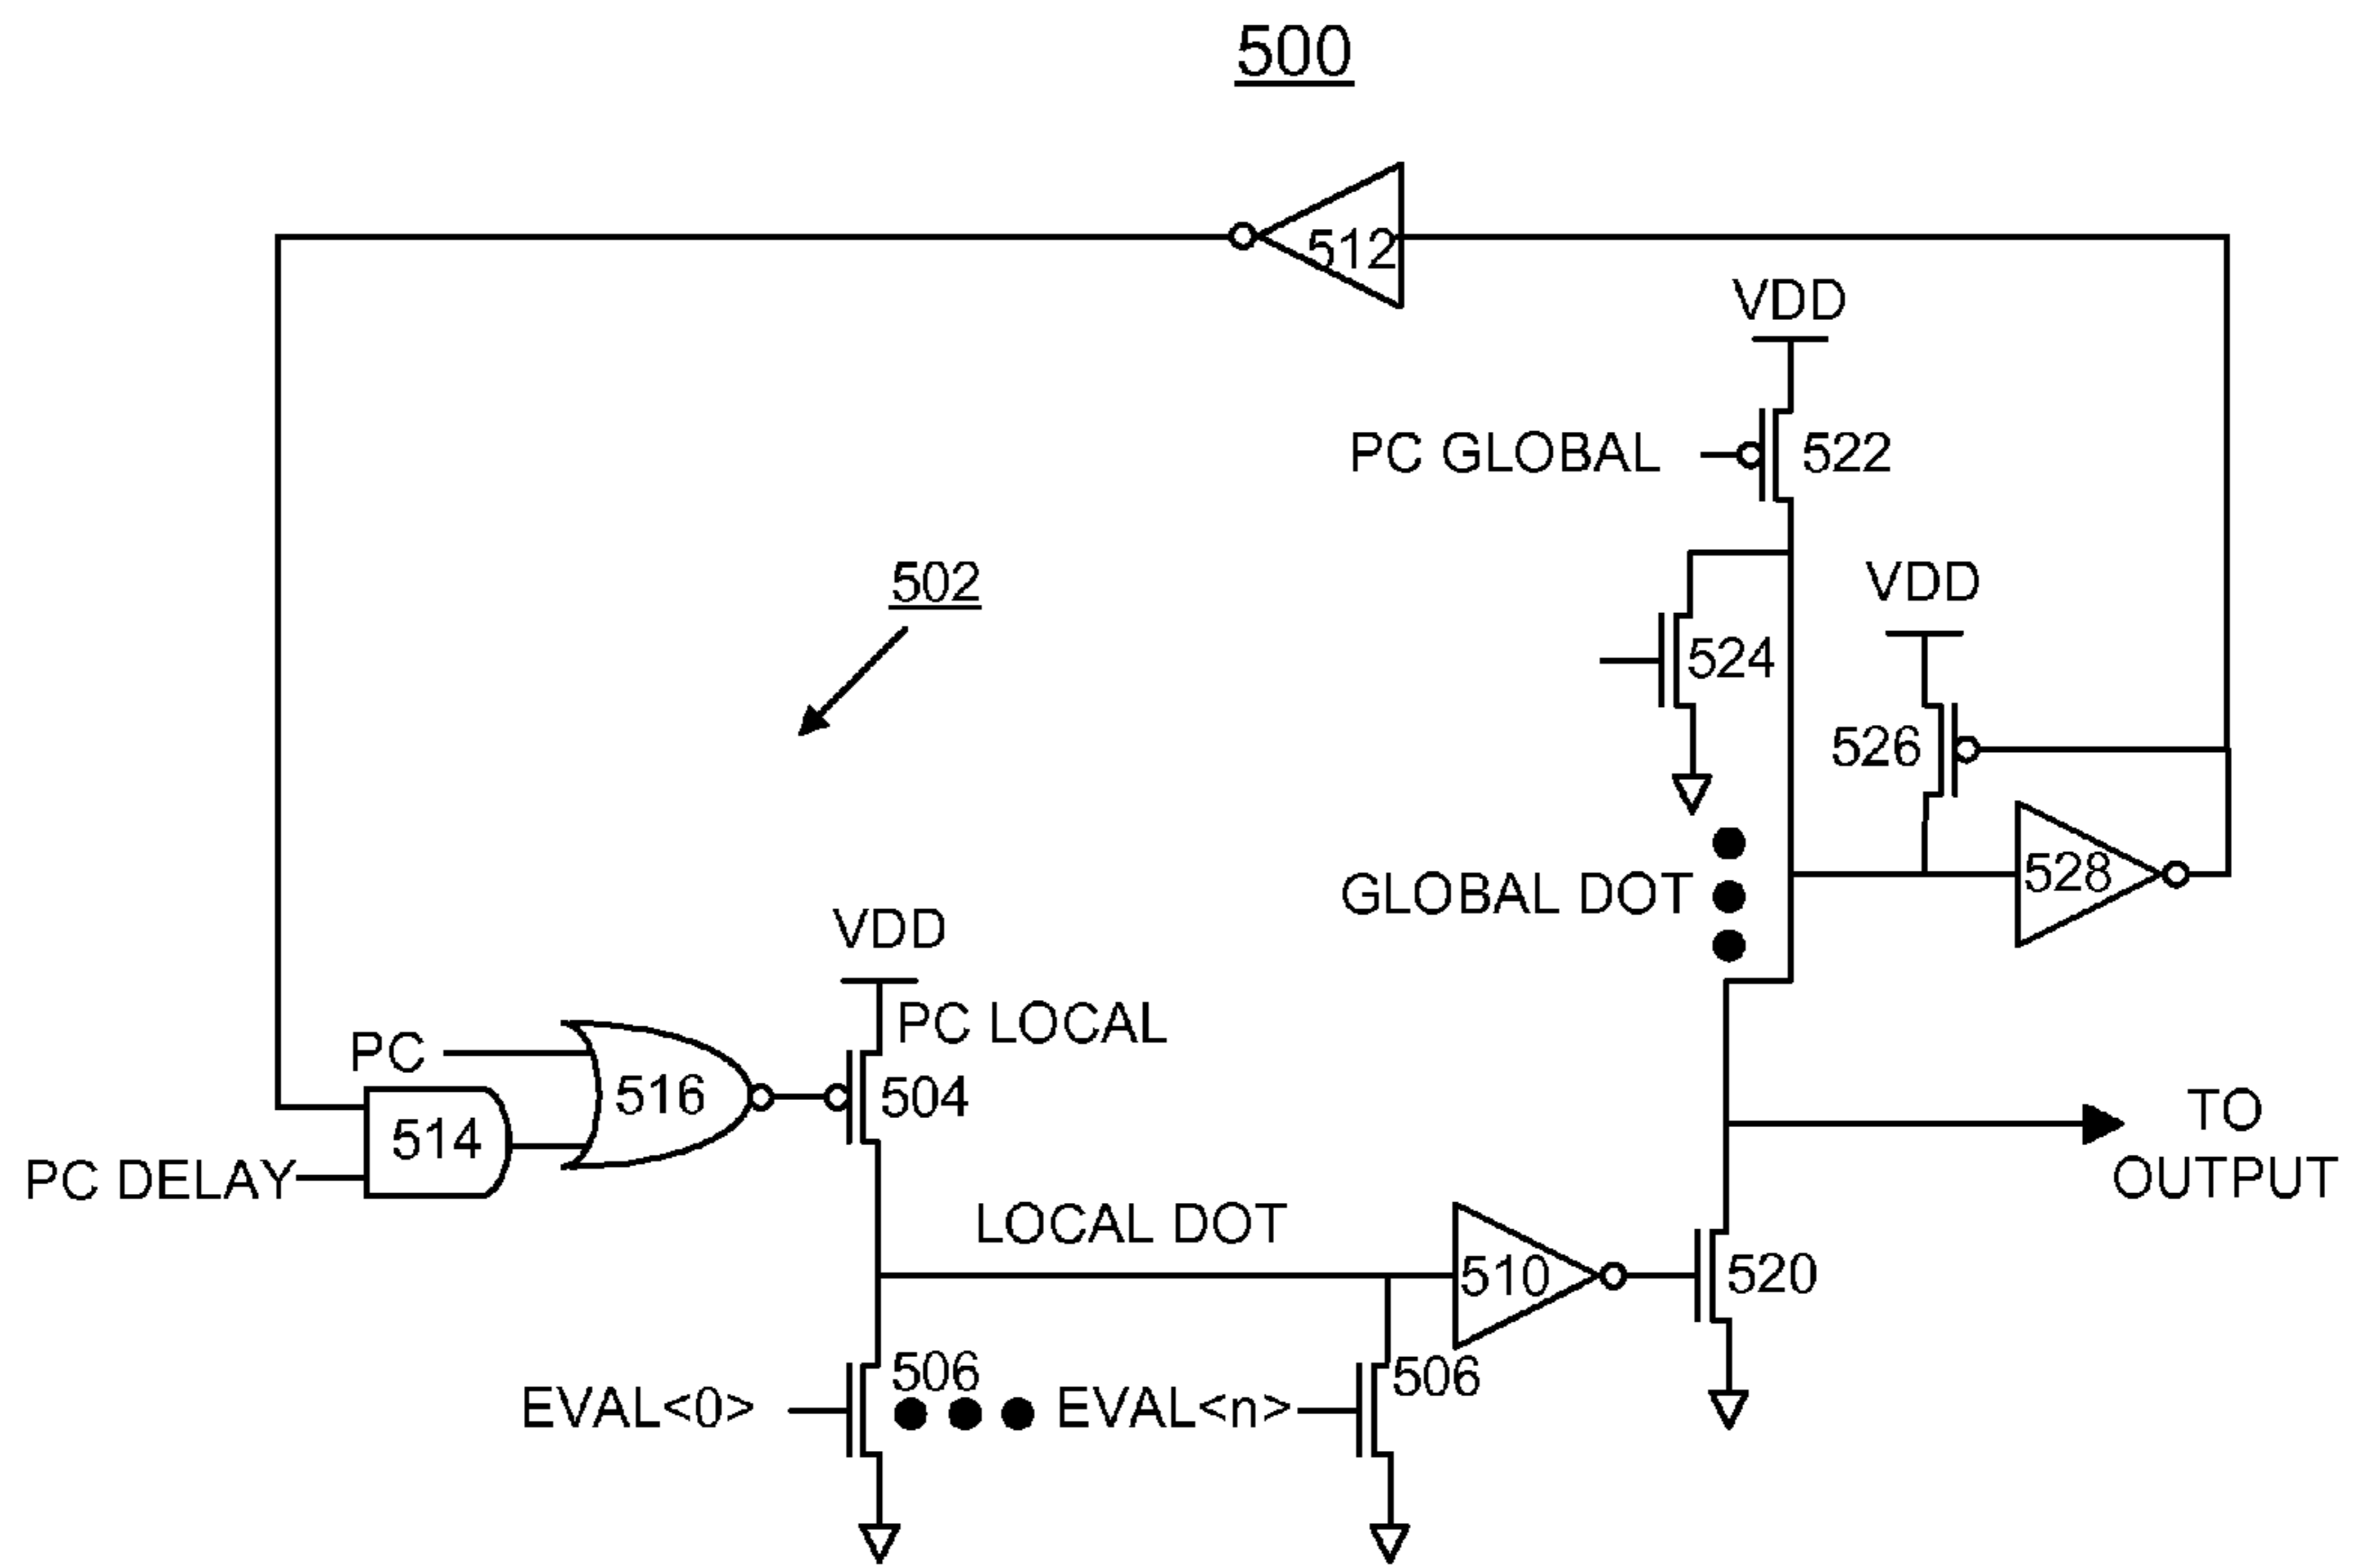 500
512
VDD
PC GLOBAL
522
502
VDD
524
526
528
GLOBAL DOT
VDD
PC LOCAL
PC
516
504
514
PC DELAY
TO
OUTPUT
LOCAL DOT
510
520
506
506
EVAL<0>
EVAL<n>